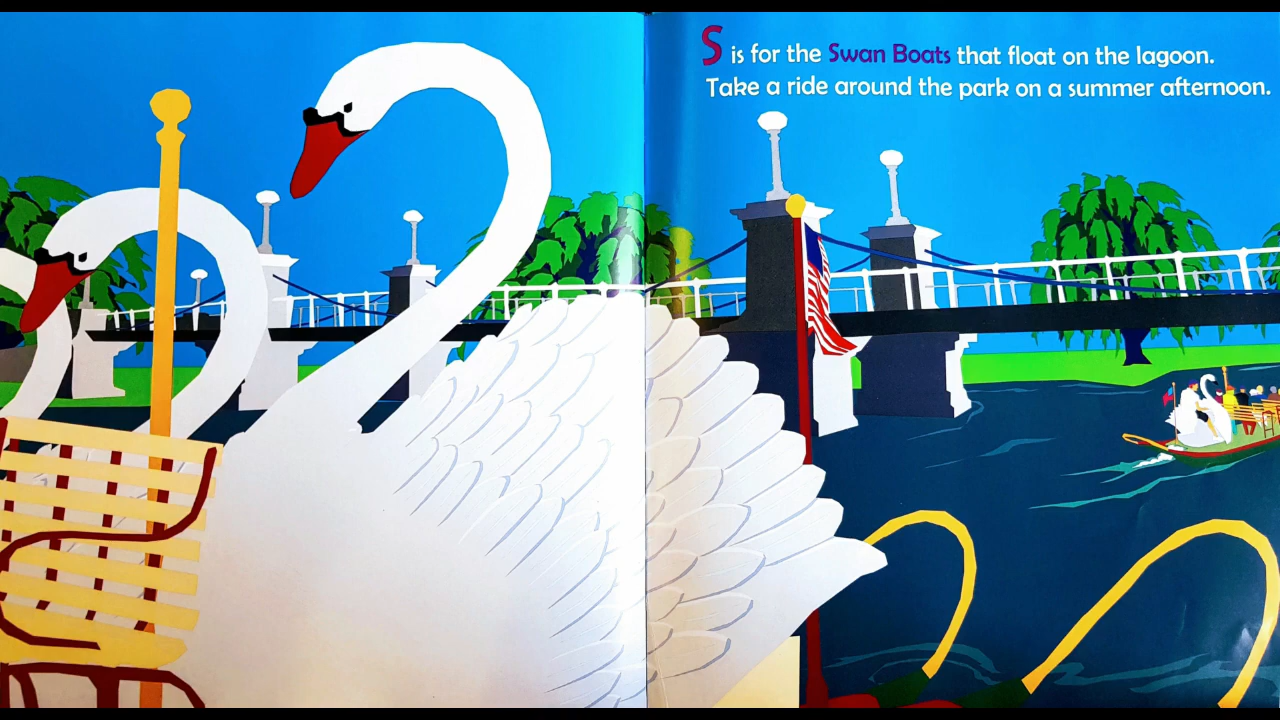 S is for the Swan Boats that float on the lagoon.
Take a ride around the park on a summer afternoon.